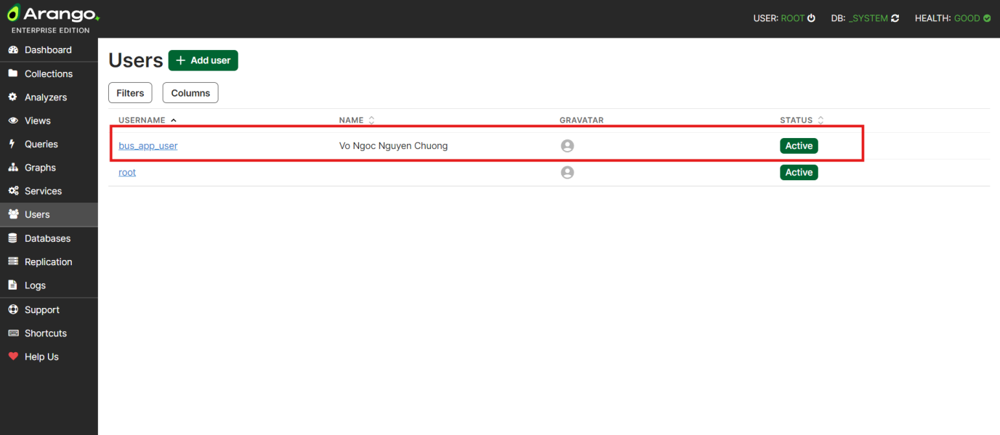 Arango
ENTERPRISE EDITION
USER: ROOT
DB: _SYSTEM
HEALTH: GOOD
Dashboard
Collections
Analyzers
Views
Queries
Graphs
Services
Users
Databases
Replication
Logs
Support
Shortcuts
Help Us
Users
+ Add user
Filters Columns
USERNAME NAME GRAVATAR STATUS
bus_app_user Vo Ngoc Nguyen Chuong Active
root Active